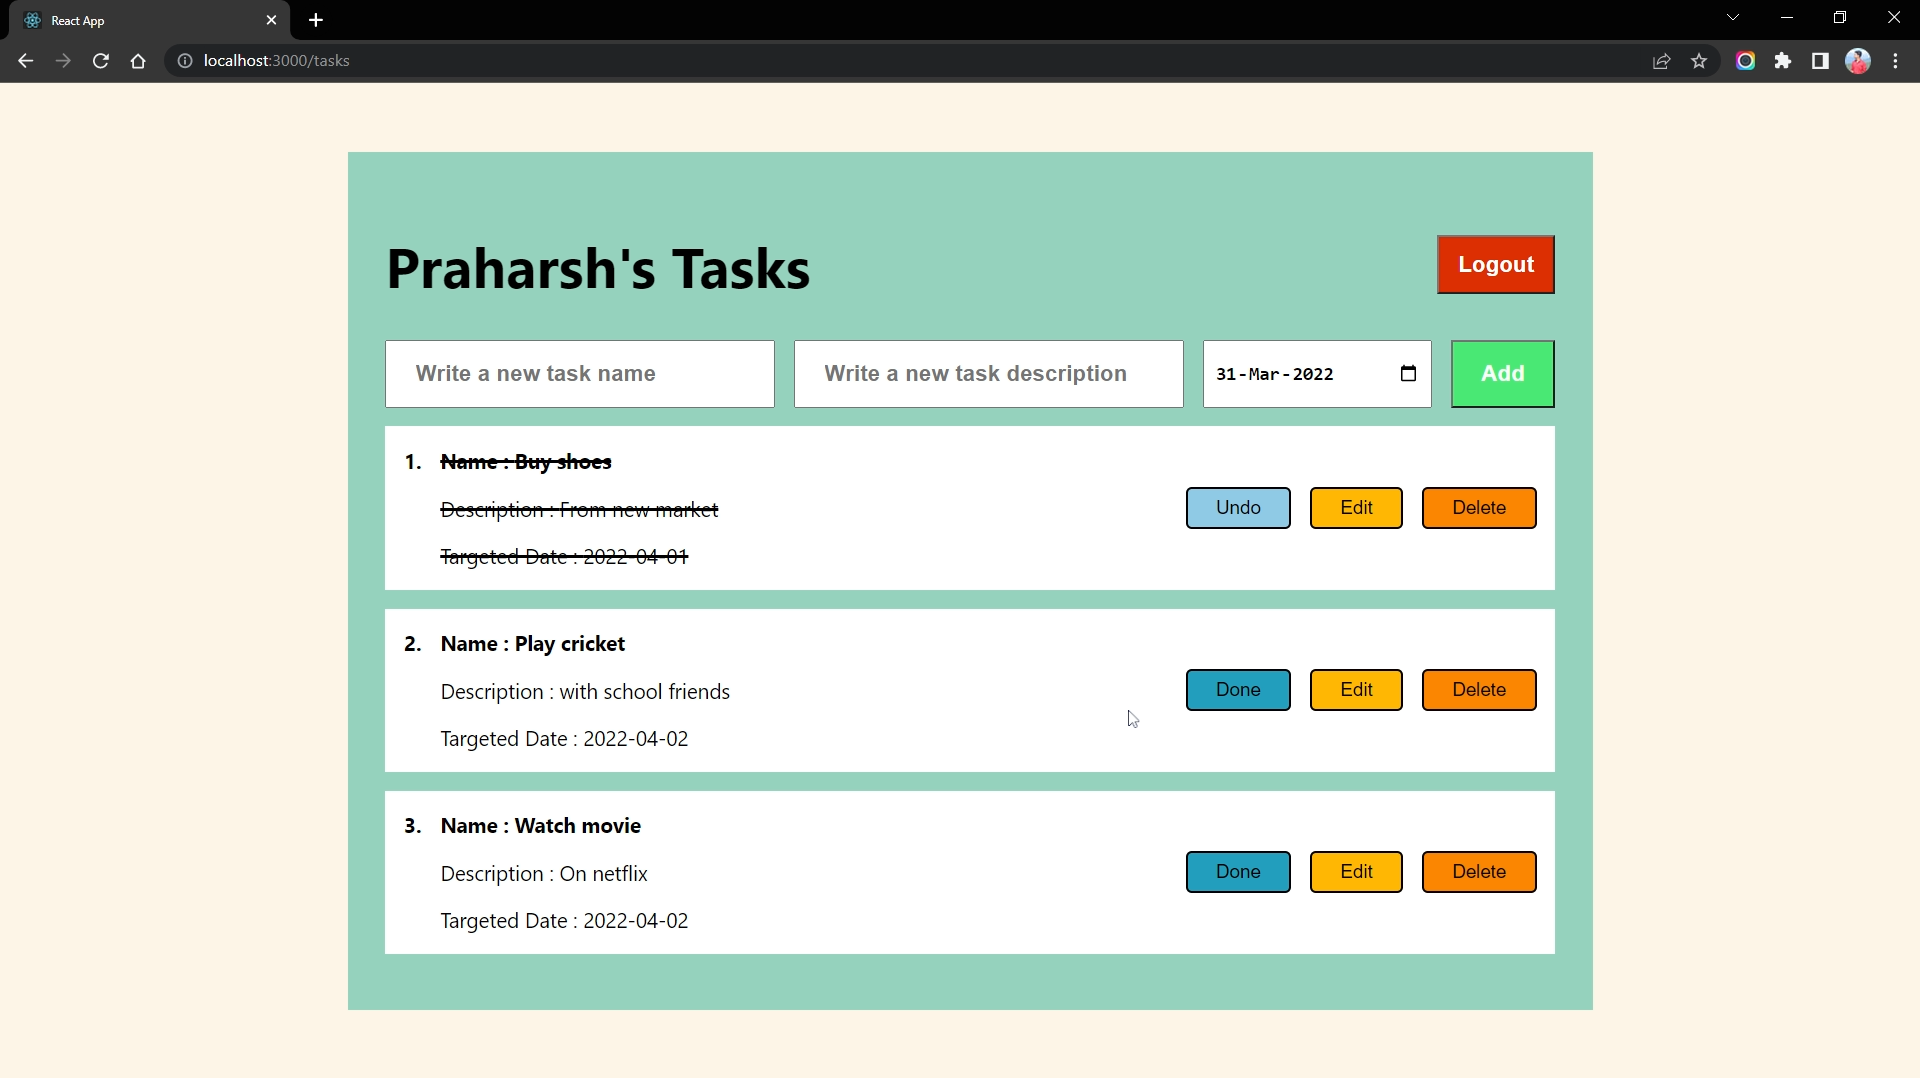 React App
localhost:3000/tasks
Praharsh's Tasks
Logout
Write a new task name
Write a new task description
31-Mar-2022
Add
1. Name : Buy shoes
Description : From new market
Targeted Date : 2022-04-01
Undo
Edit
Delete
2. Name : Play cricket
Description : with school friends
Targeted Date : 2022-04-02
Done
Edit
Delete
3. Name : Watch movie
Description : On netflix
Targeted Date : 2022-04-02
Done
Edit
Delete